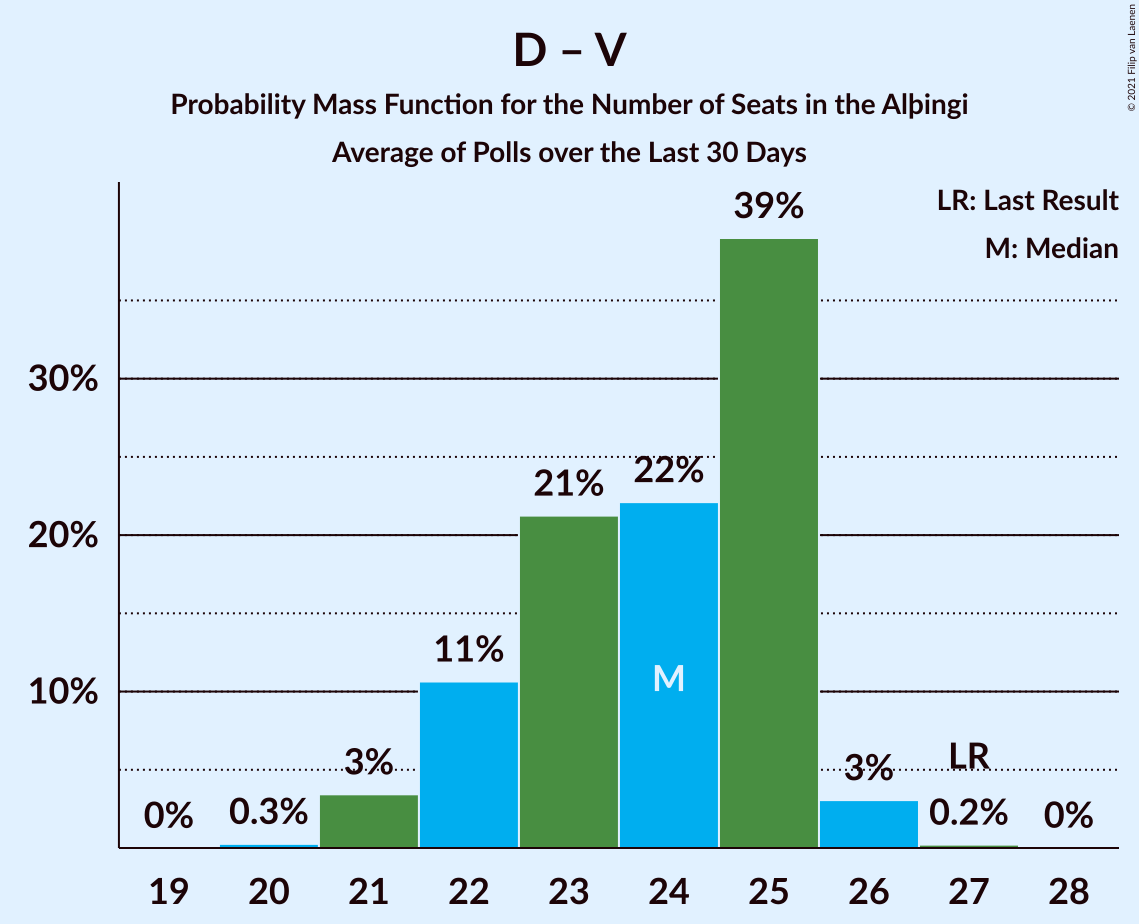 D – V
Probability Mass Function for the Number of Seats in the Alþingi
Average of Polls over the Last 30 Days
© 2021 Filip van Laenen
LR: Last Result
M: Median
30%
20%
10%
0%
0.3%
3%
11%
21%
22%
39%
3%
0.2%
0%
M
LR
19 20 21 22 23 24 25 26 27 28